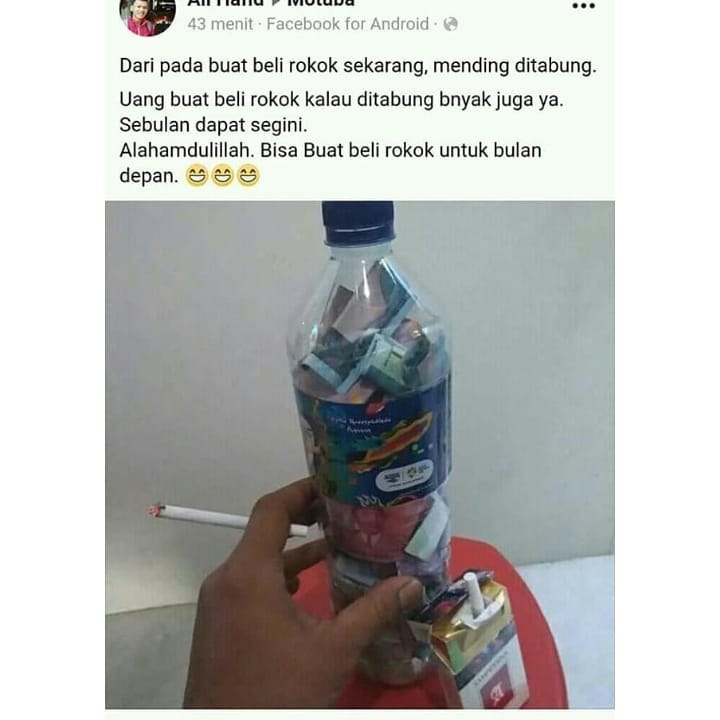 43 menit · Facebook for Android ·
Dari pada buat beli rokok sekarang, mending ditabung.
Uang buat beli rokok kalau ditabung bnyak juga ya.
Sebulan dapat segini.
Alahamdulillah. Bisa Buat beli rokok untuk bulan
depan. 😁😁😁